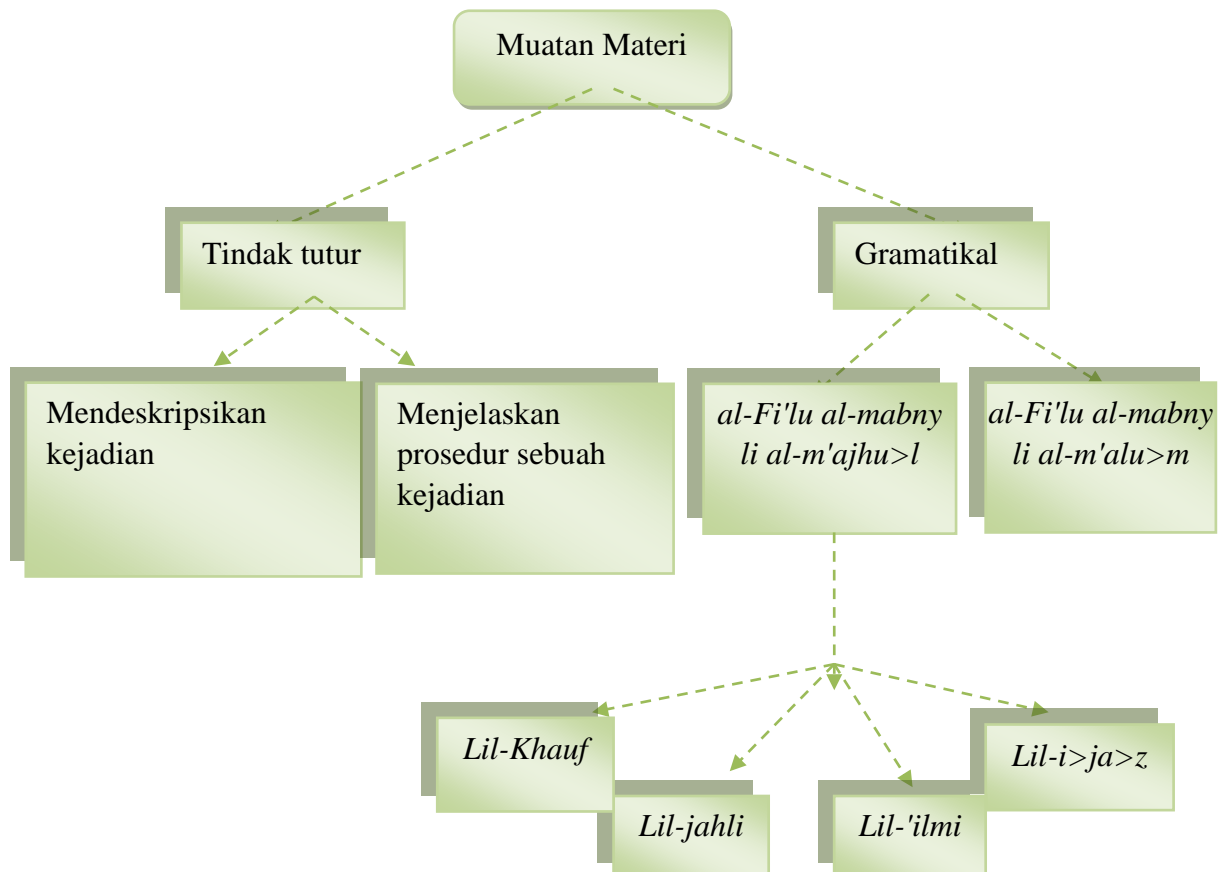 Muatan Materi
Tindak tutur
Gramatikal
Mendeskripsikan
kejadian
Menjelaskan
prosedur sebuah
kejadian
al-Fi'lu al-mabny
li al-m'ajhu>l
al-Fi'lu al-mabny
li al-m'alu>m
Lil-Khauf
Lil-jahli
Lil-'ilmi
Lil-i>ja>z